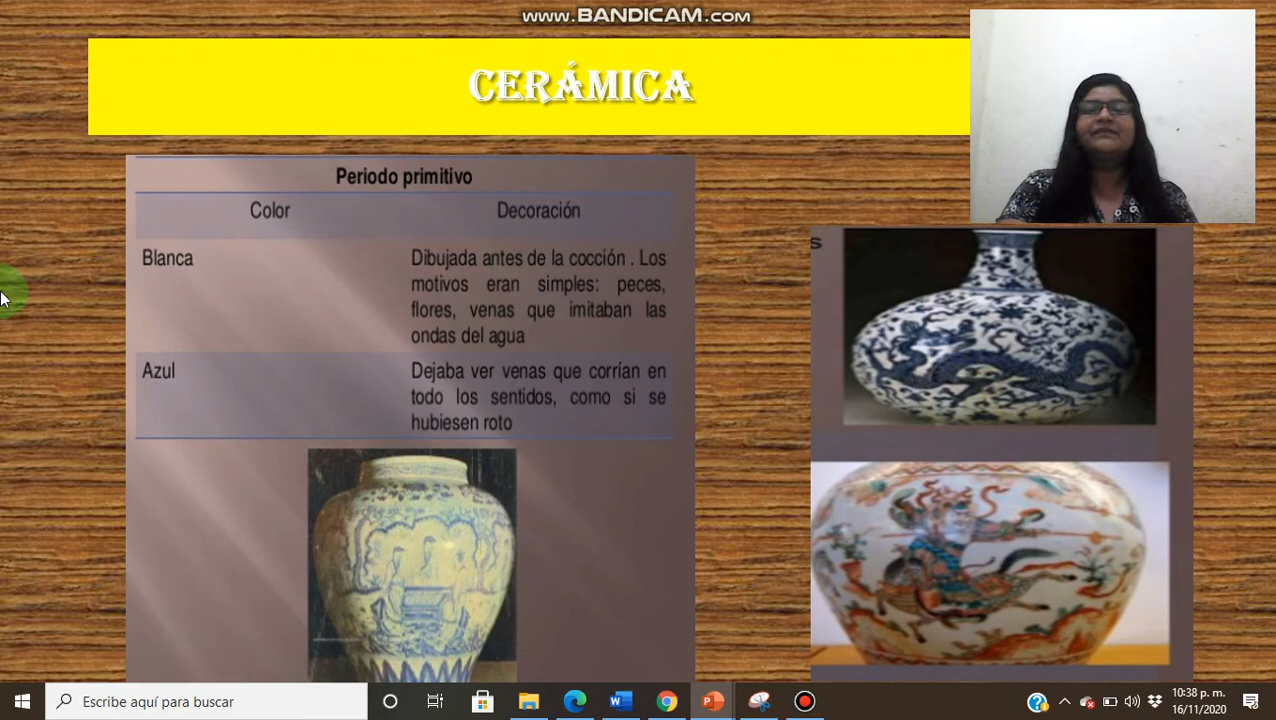 www.BANDICAM.com
CERÁMICA
Periodo primitivo
Color Decoración
Blanca
Dibujada antes de la cocción . Los
motivos eran simples: peces,
flores, venas que imitaban las
ondas del agua
Azul
Dejaba ver venas que corrían en
todo los sentidos, como si se
hubiesen roto
s
Escribe aquí para buscar
10:38 p. m.
16/11/2020